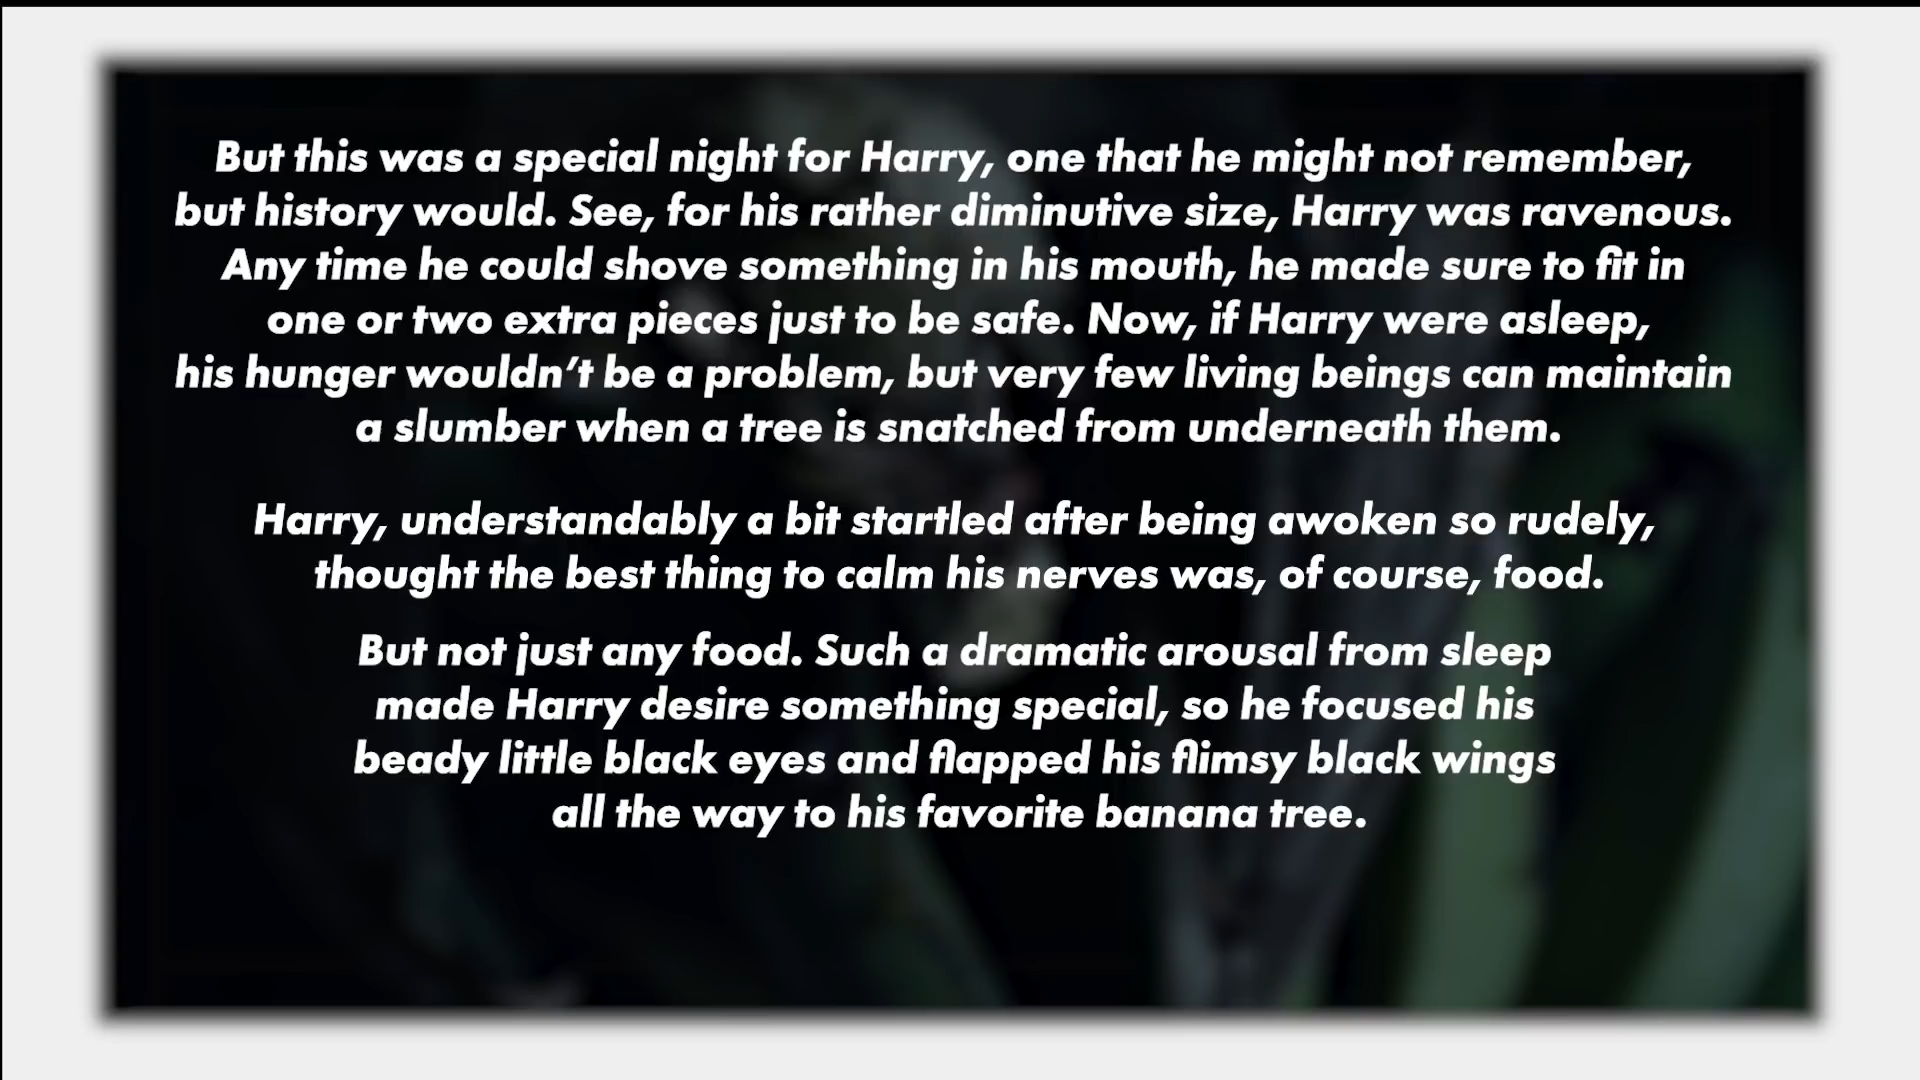 But this was a special night for Harry, one that he might not remember,
but history would. See, for his rather diminutive size, Harry was ravenous.
Any time he could shove something in his mouth, he made sure to fit in
one or two extra pieces just to be safe. Now, if Harry were asleep,
his hunger wouldn’t be a problem, but very few living beings can maintain
a slumber when a tree is snatched from underneath them.
Harry, understandably a bit startled after being awoken so rudely,
thought the best thing to calm his nerves was, of course, food.
But not just any food. Such a dramatic arousal from sleep
made Harry desire something special, so he focused his
beady little black eyes and flapped his flimsy black wings
all the way to his favorite banana tree.